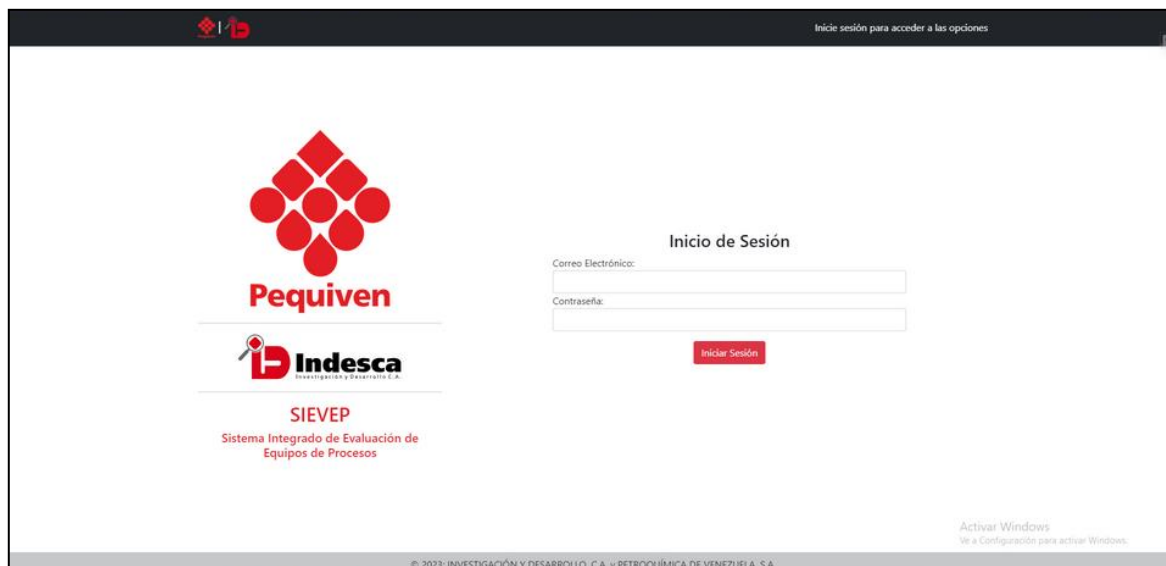 Inicie sesión para acceder a las opciones
Pequiven
Indesca
Investigación y Desarrollo C.A.
SIEVEP
Sistema Integrado de Evaluación de
Equipos de Procesos
Inicio de Sesión
Correo Electrónico:
Contraseña:
Iniciar Sesión
Activar Windows
Ve a Configuración para activar Windows.
© 2023: INVESTIGACIÓN Y DESARROLLO, C.A. y PETROQUÍMICA DE VENEZUELA, S.A.